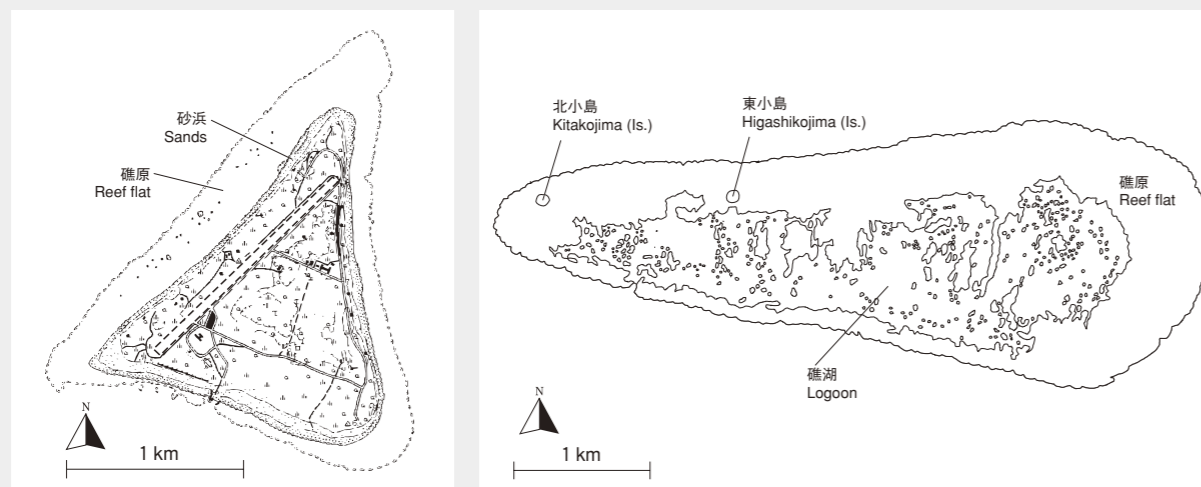 砂浜
Sands
礁原
Reef flat
N
1 km
北小島
Kitakojima (Is.)
東小島
Higashikojima (Is.)
礁原
Reef flat
礁湖
Logoon
N
1 km